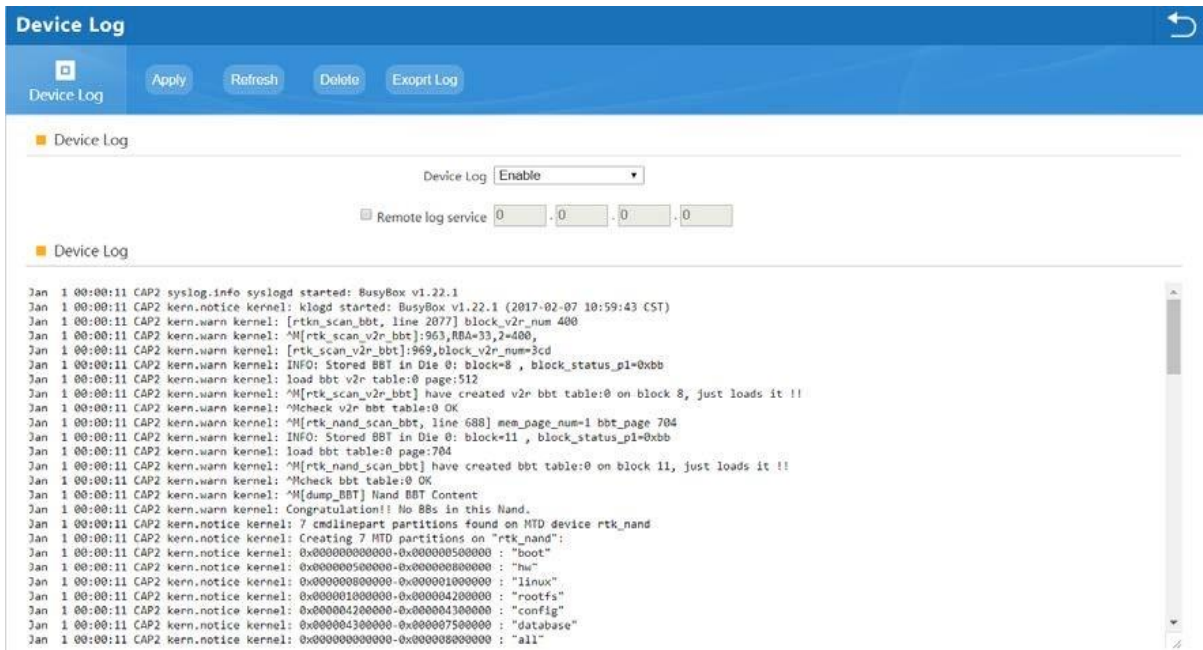 Device Log
Device Log
Apply
Refresh
Delete
Exoprt Log
Device Log
Device Log Enable
Remote log service 0 . 0 . 0 . 0
Device Log
Jan 1 00:00:11 CAP2 syslog.info syslogd started: BusyBox v1.22.1
Jan 1 00:00:11 CAP2 kern.notice kernel: klogd started: BusyBox v1.22.1 (2017-02-07 10:59:43 CST)
Jan 1 00:00:11 CAP2 kern.warn kernel: [rtkn_scan_bbt, line 2077] block_v2r_num 400
Jan 1 00:00:11 CAP2 kern.warn kernel: ^M[rtk_scan_v2r_bbt]:963,RBA=33,2=400,
Jan 1 00:00:11 CAP2 kern.warn kernel: [rtk_scan_v2r_bbt]:969,block_v2r_num=3cd
Jan 1 00:00:11 CAP2 kern.warn kernel: INFO: Stored BBT in Die 0: block=8 , block_status_p1=0xbb
Jan 1 00:00:11 CAP2 kern.warn kernel: load bbt v2r table:0 page:512
Jan 1 00:00:11 CAP2 kern.warn kernel: ^M[rtk_scan_v2r_bbt] have created v2r bbt table:0 on block 8, just loads it !!
Jan 1 00:00:11 CAP2 kern.warn kernel: ^Mcheck v2r bbt table:0 OK
Jan 1 00:00:11 CAP2 kern.warn kernel: ^M[rtk_nand_scan_bbt, line 688] mem_page_num=1 bbt_page 704
Jan 1 00:00:11 CAP2 kern.warn kernel: INFO: Stored BBT in Die 0: block=11 , block_status_p1=0xbb
Jan 1 00:00:11 CAP2 kern.warn kernel: load bbt table:0 page:704
Jan 1 00:00:11 CAP2 kern.warn kernel: ^M[rtk_nand_scan_bbt] have created bbt table:0 on block 11, just loads it !!
Jan 1 00:00:11 CAP2 kern.warn kernel: ^Mcheck bbt table:0 OK
Jan 1 00:00:11 CAP2 kern.warn kernel: ^M[dump_BBT] Nand BBT Content
Jan 1 00:00:11 CAP2 kern.warn kernel: Congratulation!! No BBs in this Nand.
Jan 1 00:00:11 CAP2 kern.notice kernel: 7 cmdlinepart partitions found on MTD device rtk_nand
Jan 1 00:00:11 CAP2 kern.notice kernel: Creating 7 MTD partitions on "rtk_nand":
Jan 1 00:00:11 CAP2 kern.notice kernel: 0x000000000000-0x000000500000 : "boot"
Jan 1 00:00:11 CAP2 kern.notice kernel: 0x000000500000-0x000000800000 : "hw"
Jan 1 00:00:11 CAP2 kern.notice kernel: 0x000000800000-0x000001000000 : "linux"
Jan 1 00:00:11 CAP2 kern.notice kernel: 0x000001000000-0x000004200000 : "rootfs"
Jan 1 00:00:11 CAP2 kern.notice kernel: 0x000004200000-0x000004300000 : "config"
Jan 1 00:00:11 CAP2 kern.notice kernel: 0x000004300000-0x000007500000 : "database"
Jan 1 00:00:11 CAP2 kern.notice kernel: 0x000000000000-0x000008000000 : "all"